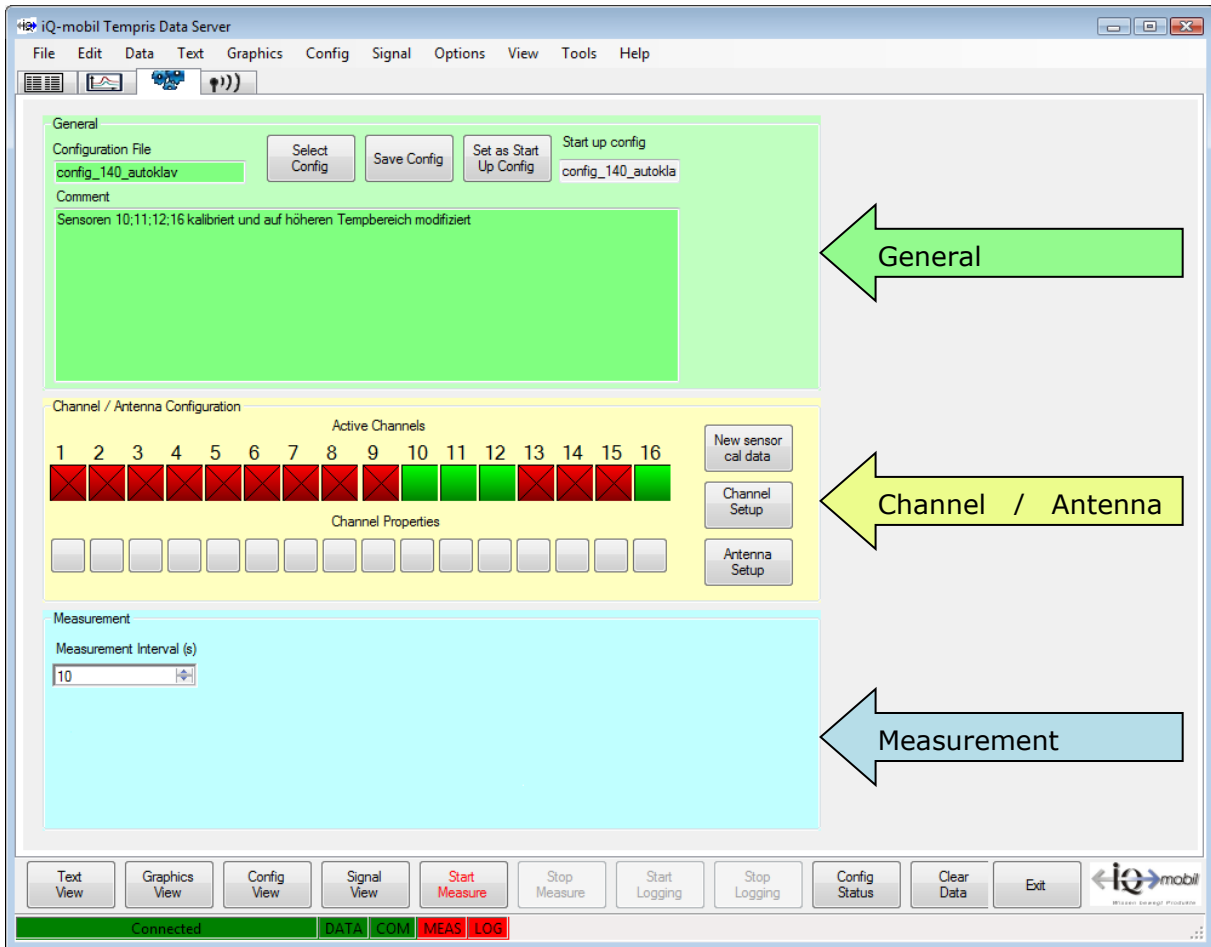 iQ-mobil Tempris Data Server
File Edit Data Text Graphics Config Signal Options View Tools Help
General
Configuration File
config_140_autoklav
Select Config
Save Config
Set as Start Up Config
Start up config
config_140_autokla
Comment
Sensoren 10;11;12;16 kalibriert und auf höheren Tempbereich modifiziert
General
Channel / Antenna Configuration
Active Channels
1 2 3 4 5 6 7 8 9 10 11 12 13 14 15 16
Channel Properties
New sensor cal data
Channel Setup
Antenna Setup
Channel / Antenna
Measurement
Measurement Interval (s)
10
Measurement
Text View
Graphics View
Config View
Signal View
Start Measure
Stop Measure
Start Logging
Stop Logging
Config Status
Clear Data
Exit
iQ mobil
Wissen bewegt Produkte
Connected DATA COM MEAS LOG